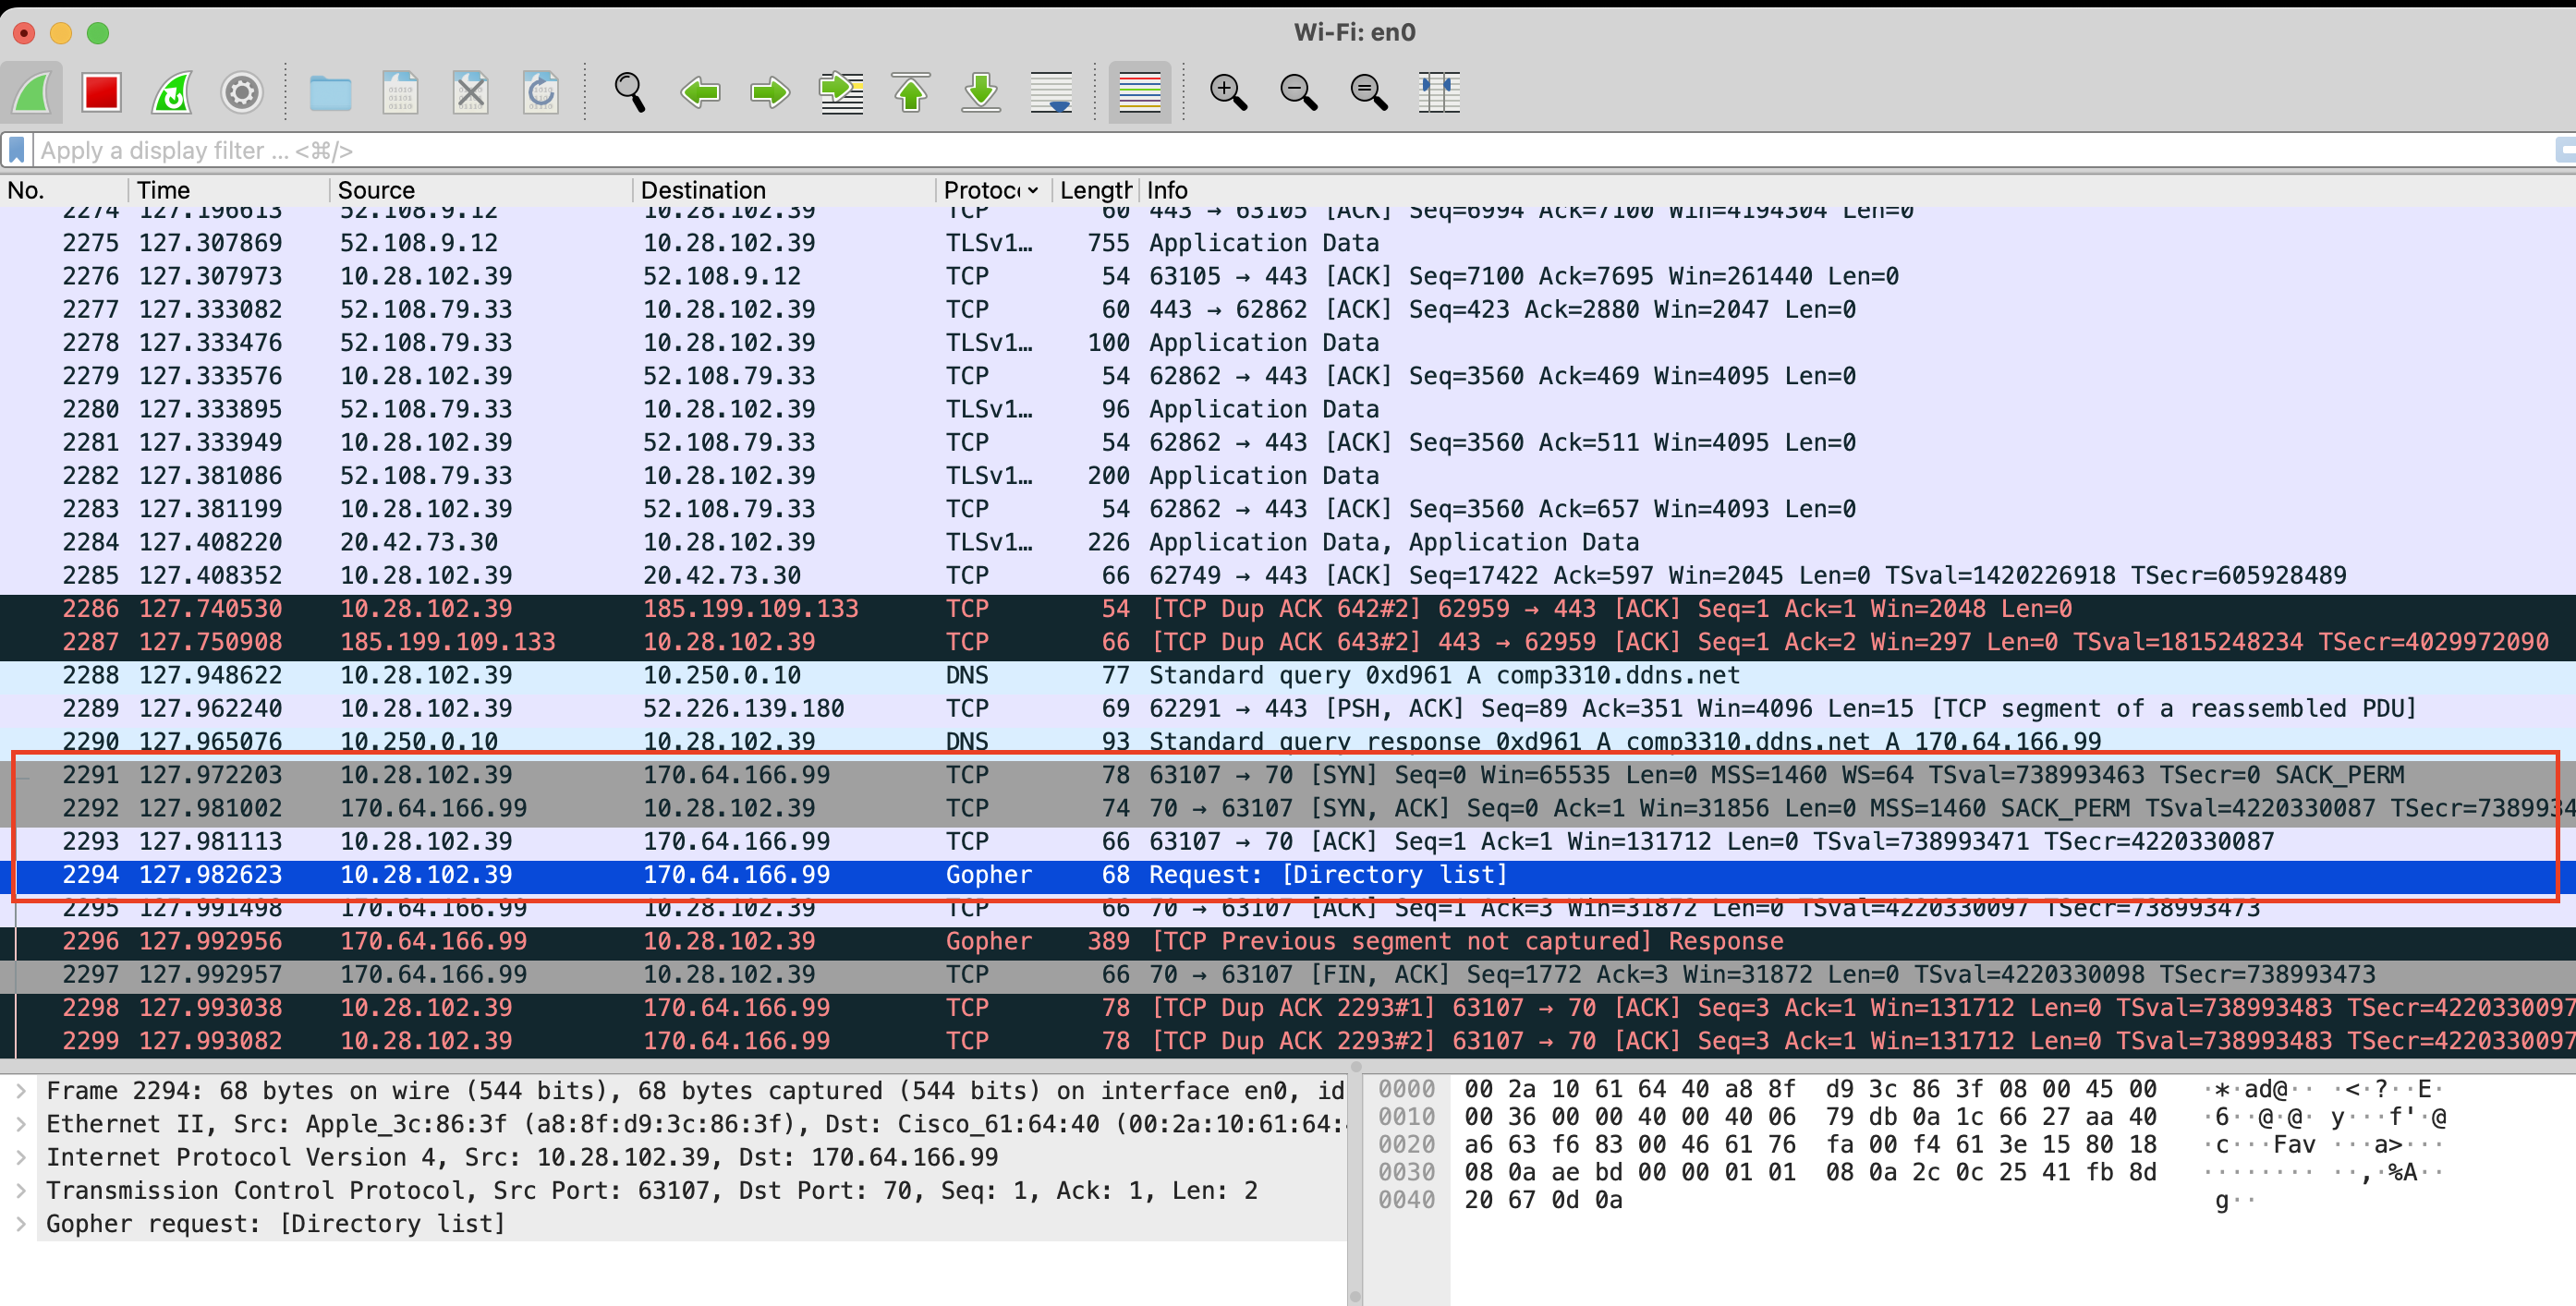 Wi-Fi: en0
Apply a display filter ... <⌘/>
No. Time Source Destination Protoc Length Info
2274 127.196613 52.108.9.12 10.28.102.39 TCP 60 443 → 63105 [ACK] Seq=6994 Ack=7100 Win=4194304 Len=0
2275 127.307869 52.108.9.12 10.28.102.39 TLSv1… 755 Application Data
2276 127.307973 10.28.102.39 52.108.9.12 TCP 54 63105 → 443 [ACK] Seq=7100 Ack=7695 Win=261440 Len=0
2277 127.333082 52.108.79.33 10.28.102.39 TCP 60 443 → 62862 [ACK] Seq=423 Ack=2880 Win=2047 Len=0
2278 127.333476 52.108.79.33 10.28.102.39 TLSv1… 100 Application Data
2279 127.333576 10.28.102.39 52.108.79.33 TCP 54 62862 → 443 [ACK] Seq=3560 Ack=469 Win=4095 Len=0
2280 127.333895 52.108.79.33 10.28.102.39 TLSv1… 96 Application Data
2281 127.333949 10.28.102.39 52.108.79.33 TCP 54 62862 → 443 [ACK] Seq=3560 Ack=511 Win=4095 Len=0
2282 127.381086 52.108.79.33 10.28.102.39 TLSv1… 200 Application Data
2283 127.381199 10.28.102.39 52.108.79.33 TCP 54 62862 → 443 [ACK] Seq=3560 Ack=657 Win=4093 Len=0
2284 127.408220 20.42.73.30 10.28.102.39 TLSv1… 226 Application Data, Application Data
2285 127.408352 10.28.102.39 20.42.73.30 TCP 66 62749 → 443 [ACK] Seq=17422 Ack=597 Win=2045 Len=0 TSval=1420226918 TSecr=605928489
2286 127.740530 10.28.102.39 185.199.109.133 TCP 54 [TCP Dup ACK 642#2] 62959 → 443 [ACK] Seq=1 Ack=1 Win=2048 Len=0
2287 127.750908 185.199.109.133 10.28.102.39 TCP 66 [TCP Dup ACK 643#2] 443 → 62959 [ACK] Seq=1 Ack=2 Win=297 Len=0 TSval=1815248234 TSecr=4029972090
2288 127.948622 10.28.102.39 10.250.0.10 DNS 77 Standard query 0xd961 A comp3310.ddns.net
2289 127.962240 10.28.102.39 52.226.139.180 TCP 69 62291 → 443 [PSH, ACK] Seq=89 Ack=351 Win=4096 Len=15 [TCP segment of a reassembled PDU]
2290 127.965076 10.250.0.10 10.28.102.39 DNS 93 Standard query response 0xd961 A comp3310.ddns.net A 170.64.166.99
2291 127.972203 10.28.102.39 170.64.166.99 TCP 78 63107 → 70 [SYN] Seq=0 Win=65535 Len=0 MSS=1460 WS=64 TSval=738993463 TSecr=0 SACK_PERM
2292 127.981002 170.64.166.99 10.28.102.39 TCP 74 70 → 63107 [SYN, ACK] Seq=0 Ack=1 Win=31856 Len=0 MSS=1460 SACK_PERM TSval=4220330087 TSecr=7389934
2293 127.981113 10.28.102.39 170.64.166.99 TCP 66 63107 → 70 [ACK] Seq=1 Ack=1 Win=131712 Len=0 TSval=738993471 TSecr=4220330087
2294 127.982623 10.28.102.39 170.64.166.99 Gopher 68 Request: [Directory list]
2295 127.991498 170.64.166.99 10.28.102.39 TCP 66 70 → 63107 [ACK] Seq=1 Ack=3 Win=31872 Len=0 TSval=4220330097 TSecr=738993473
2296 127.992956 170.64.166.99 10.28.102.39 Gopher 389 [TCP Previous segment not captured] Response
2297 127.992957 170.64.166.99 10.28.102.39 TCP 66 70 → 63107 [FIN, ACK] Seq=1772 Ack=3 Win=31872 Len=0 TSval=4220330098 TSecr=738993473
2298 127.993038 10.28.102.39 170.64.166.99 TCP 78 [TCP Dup ACK 2293#1] 63107 → 70 [ACK] Seq=3 Ack=1 Win=131712 Len=0 TSval=738993483 TSecr=4220330097
2299 127.993082 10.28.102.39 170.64.166.99 TCP 78 [TCP Dup ACK 2293#2] 63107 → 70 [ACK] Seq=3 Ack=1 Win=131712 Len=0 TSval=738993483 TSecr=4220330097
Frame 2294: 68 bytes on wire (544 bits), 68 bytes captured (544 bits) on interface en0, id
Ethernet II, Src: Apple_3c:86:3f (a8:8f:d9:3c:86:3f), Dst: Cisco_61:64:40 (00:2a:10:61:64:
Internet Protocol Version 4, Src: 10.28.102.39, Dst: 170.64.166.99
Transmission Control Protocol, Src Port: 63107, Dst Port: 70, Seq: 1, Ack: 1, Len: 2
Gopher request: [Directory list]
0000 00 2a 10 61 64 40 a8 8f d9 3c 86 3f 08 00 45 00 ·*·ad@·· ·<·?··E·
0010 00 36 00 00 40 00 40 06 79 db 0a 1c 66 27 aa 40 ·6··@·@· y···f'·@
0020 a6 63 f6 83 00 46 61 76 fa 00 f4 61 3e 15 80 18 ·c···Fav ···a>···
0030 08 0a ae bd 00 00 01 01 08 0a 2c 0c 25 41 fb 8d ········ ··,·%A··
0040 20 67 0d 0a g··